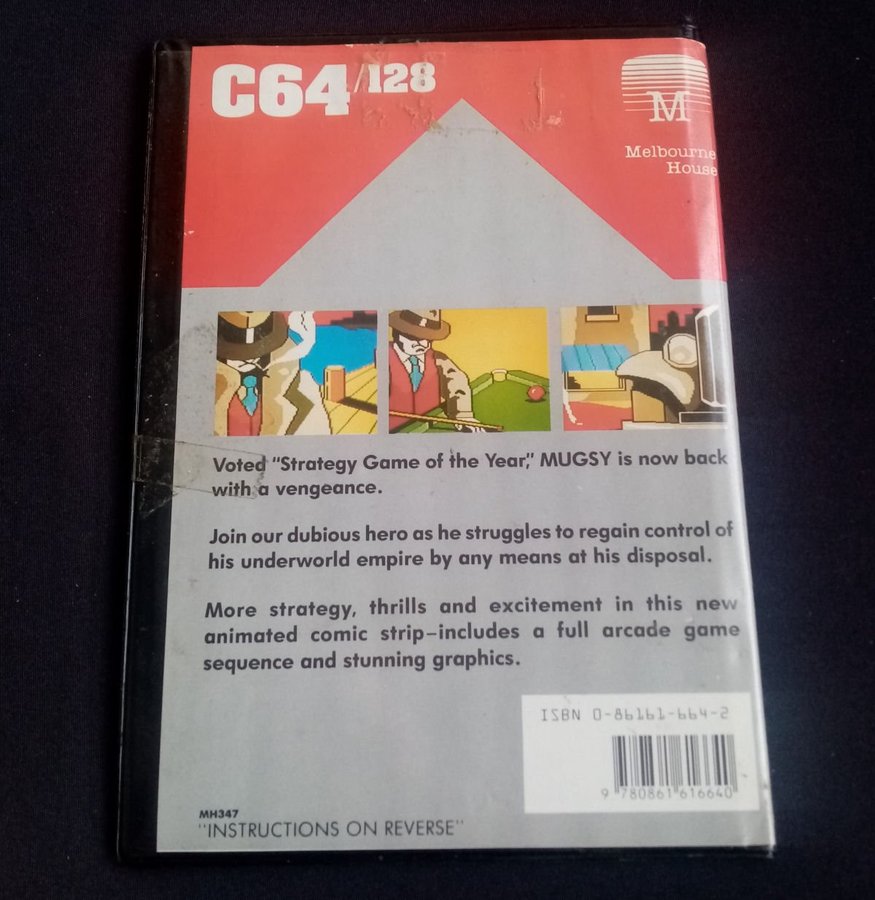 C64/128
M
Melbourne
House
Voted "Strategy Game of the Year," MUGSY is now back
with a vengeance.
Join our dubious hero as he struggles to regain control of
his underworld empire by any means at his disposal.
More strategy, thrills and excitement in this new
animated comic strip–includes a full arcade game
sequence and stunning graphics.
ISBN 0-86161-664-2
9 780861 616640
MH347
"INSTRUCTIONS ON REVERSE"